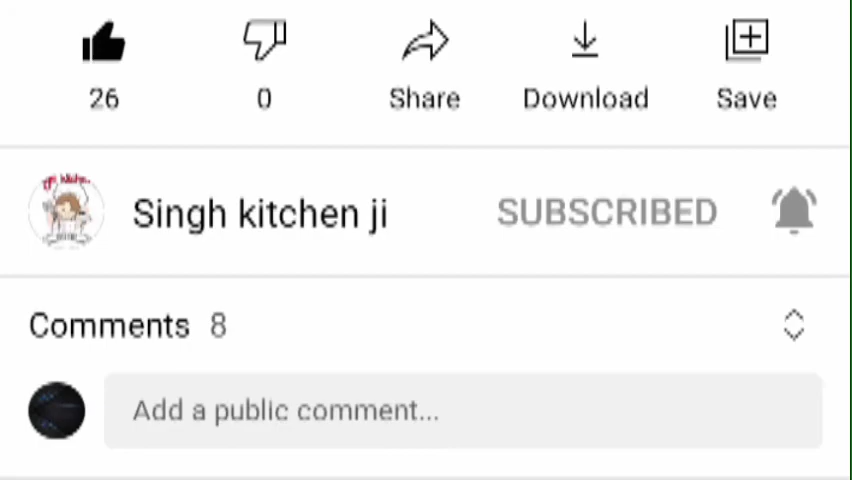 26 0 Share Download Save
Singh kitchen ji SUBSCRIBED
Comments 8
Add a public comment...